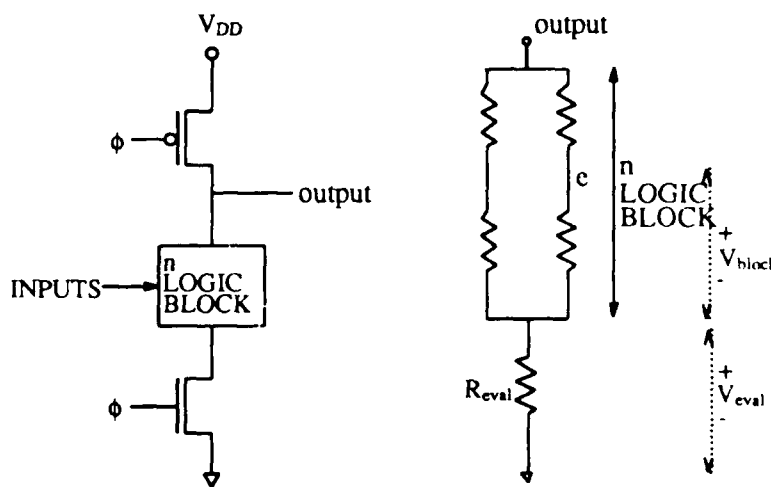 V_DD
ϕ
output
INPUTS
n
LOGIC
BLOCK
ϕ
output
e
n
LOGIC
BLOCK
+
V_block
-
R_eval
+
V_eval
-